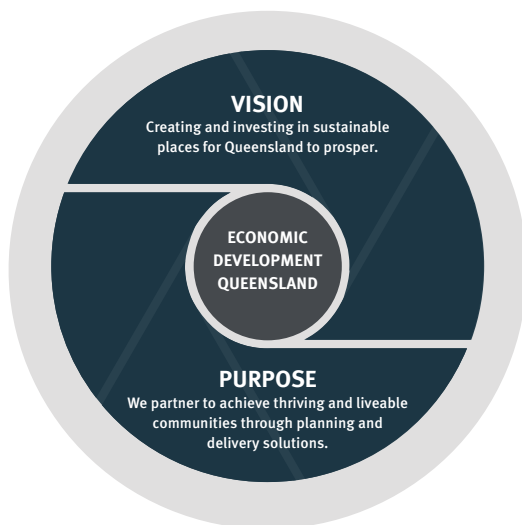 VISION
Creating and investing in sustainable
places for Queensland to prosper.
ECONOMIC
DEVELOPMENT
QUEENSLAND
PURPOSE
We partner to achieve thriving and liveable
communities through planning and
delivery solutions.